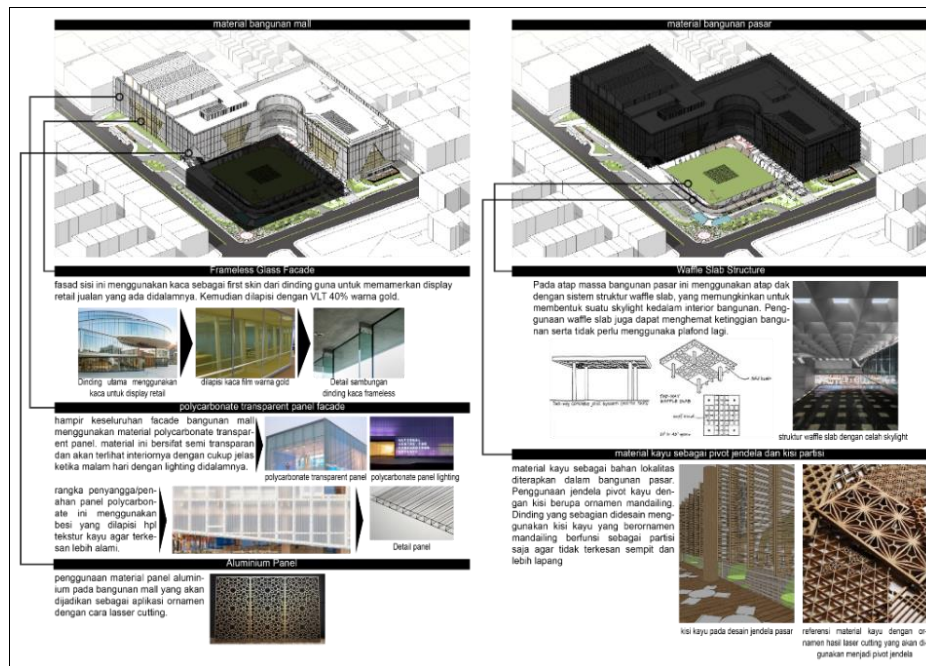 material bangunan mall
Frameless Glass Facade
fasad sisi ini menggunakan kaca sebagai first skin dari dinding guna untuk memamerkan display
retail jualan yang ada didalamnya. Kemudian dilapisi dengan VLT 40% warna gold.
Dinding utama menggunakan
kaca untuk display retail
dilapisi kaca film warna gold
Detail sambungan
dinding kaca frameless
polycarbonate transparent panel facade
hampir keseluruhan facade bangunan mall
menggunakan material polycarbonate transpar-
ent panel. material ini bersifat semi transparan
dan akan terlihat interiornya dengan cukup jelas
ketika malam hari dengan lighting didalamnya.
polycarbonate transparent panel
polycarbonate panel lighting
rangka penyangga/pen-
ahan panel polycarbon-
ate ini menggunakan
besi yang dilapisi hpl
tekstur kayu agar terke-
san lebih alami.
Detail panel
Aluminium Panel
penggunaan material panel alumin-
ium pada bangunan mall yang akan
dijadikan sebagai aplikasi ornamen
dengan cara lasser cutting.
material bangunan pasar
Waffle Slab Structure
Pada atap massa bangunan pasar ini menggunakan atap dak
dengan sistem struktur waffle slab, yang memungkinkan untuk
membentuk suatu skylight kedalam interior bangunan. Peng-
gunaan waffle slab juga dapat menghemat ketinggian bangu-
nan serta tidak perlu menggunaka plafond lagi.
TWO-WAY
WAFFLE SLAB
struktur waffle slab dengan celah skylight
material kayu sebagai pivot jendela dan kisi partisi
material kayu sebagai bahan lokalitas
diterapkan dalam bangunan pasar.
Penggunaan jendela pivot kayu den-
gan kisi berupa ornamen mandailing.
Dinding yang sebagian didesain meng-
gunakan kisi kayu yang berornamen
mandailing berfunsi sebagai partisi
saja agar tidak terkesan sempit dan
lebih lapang
kisi kayu pada desain jendela pasar
referensi material kayu dengan or-
namen hasil laser cutting yang akan di-
gunakan menjadi pivot jendela